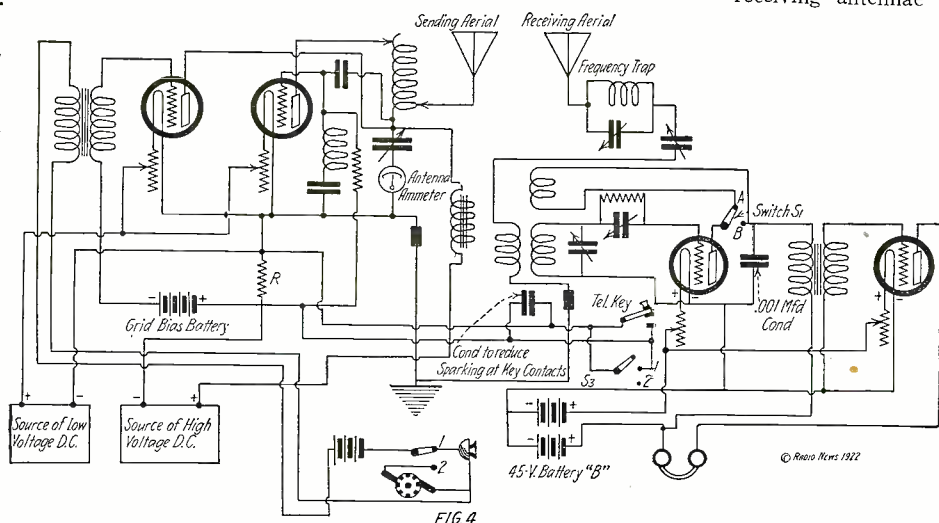 receiving antennae
Sending Aerial
Receiving Aerial
Frequency Trap
Antenna
Ammeter
A
Switch S1
B
R
+
-
+
-
Tel. Key
.001 Mfd
Cond
- +
Grid Bias Battery
Cond to reduce
Sparking at Key Contacts
S3
1
2
+ -
Source of Low
Voltage D.C.
- +
Source of High
Voltage D.C.
1
2
- +
- +
45-V. Battery "B"
© Radio News 1922
FIG 4